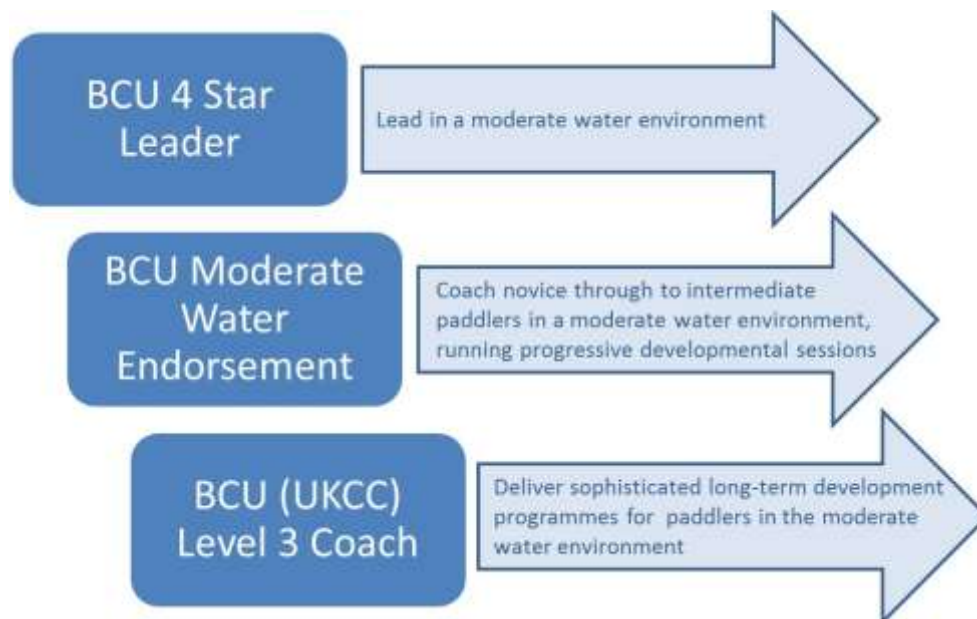 BCU 4 Star
Leader
Lead in a moderate water environment
BCU Moderate
Water
Endorsement
Coach novice through to intermediate
paddlers in a moderate water environment,
running progressive developmental sessions
BCU (UKCC)
Level 3 Coach
Deliver sophisticated long-term development
programmes for paddlers in the moderate
water environment